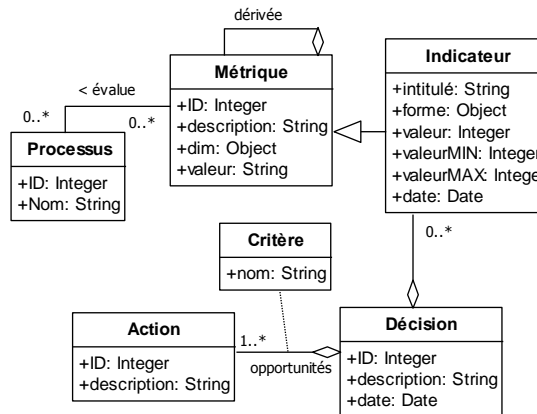 dérivée
Métrique
+ID: Integer
+description: String
+dim: Object
+valeur: String
Indicateur
+intitulé: String
+forme: Object
+valeur: Integer
+valeurMIN: Integer
+valeurMAX: Intege
+date: Date
< évalue
0..*
0..*
Processus
+ID: Integer
+Nom: String
0..*
Critère
+nom: String
Action
+ID: Integer
+description: String
1..*
opportunités
Décision
+ID: Integer
+description: String
+date: Date